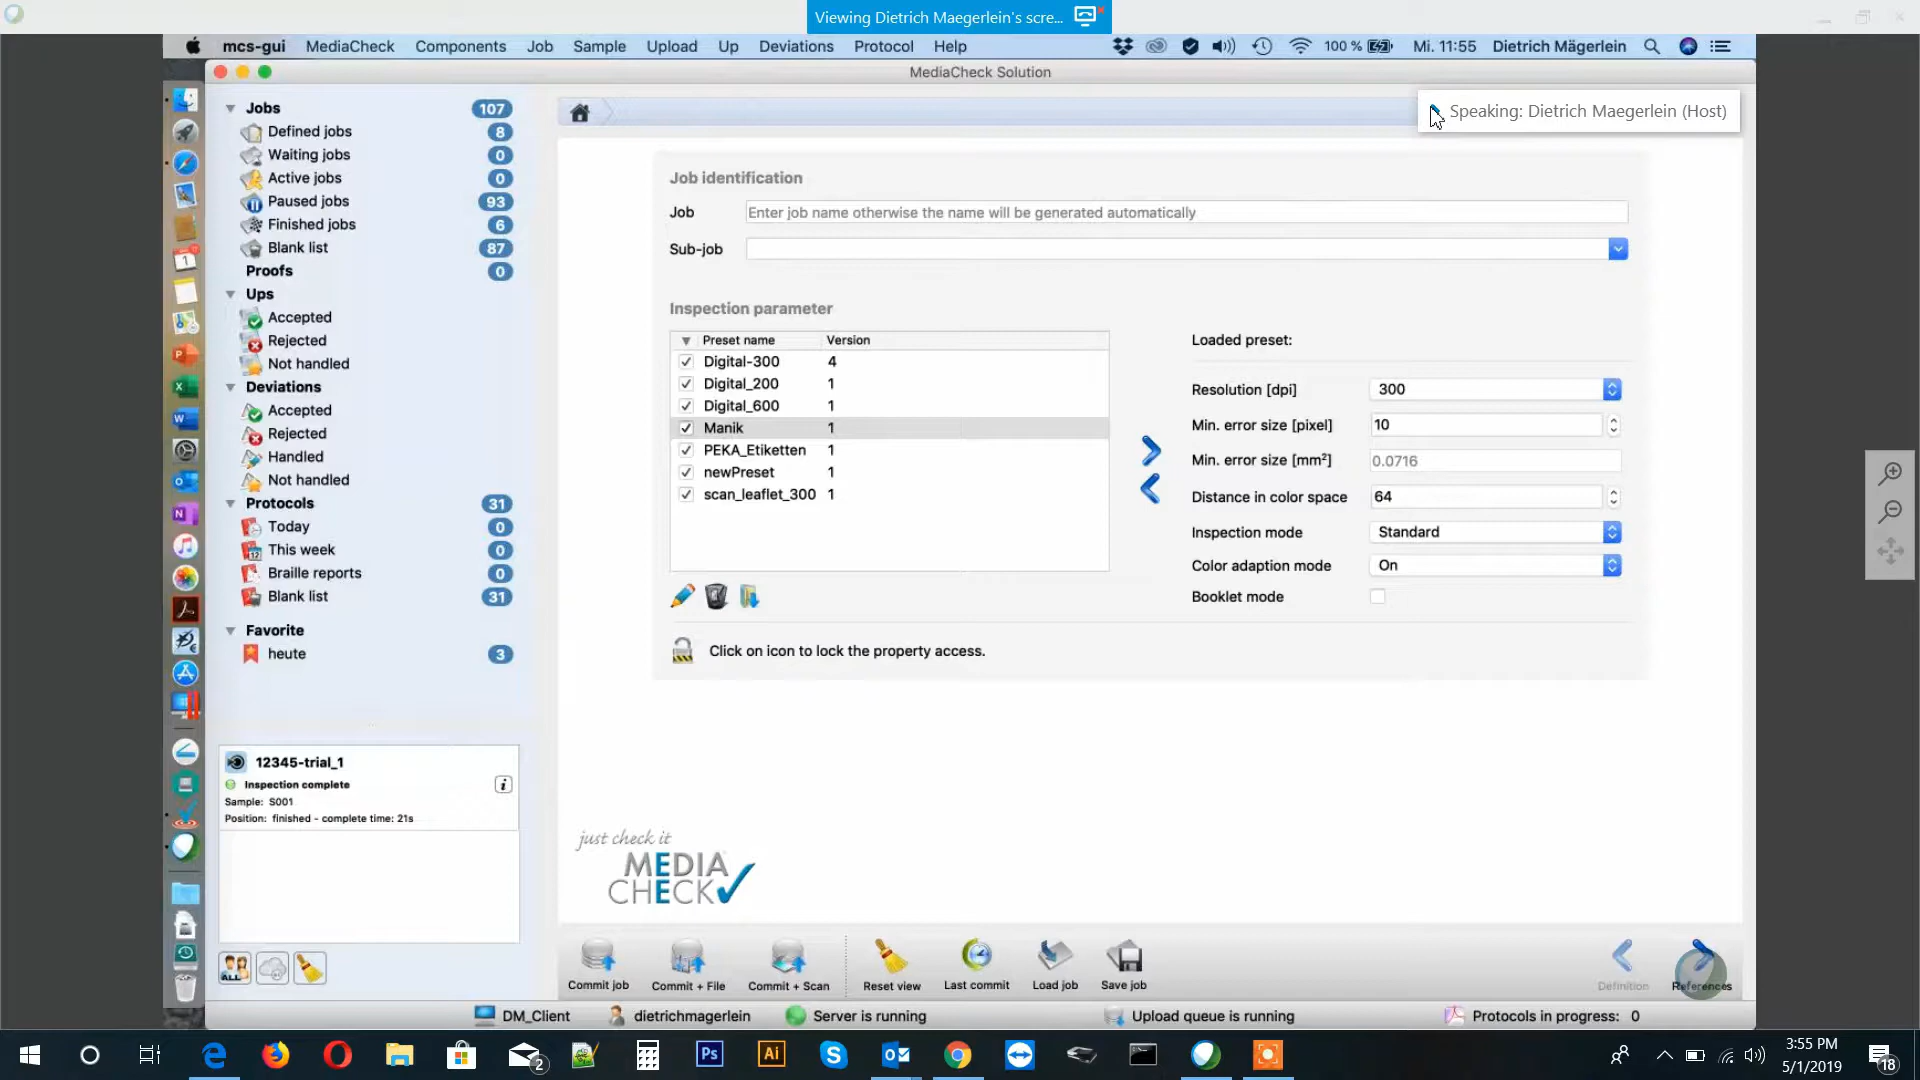 Viewing Dietrich Maegerlein's scre...
mcs-gui MediaCheck Components Job Sample Upload Up Deviations Protocol Help 100 % Mi. 11:55 Dietrich Mägerlein
MediaCheck Solution
Speaking: Dietrich Maegerlein (Host)
Jobs 107
Defined jobs 8
Waiting jobs 0
Active jobs 0
Paused jobs 93
Finished jobs 6
Blank list 87
Proofs 0
Ups
Accepted
Rejected
Not handled
Deviations
Accepted
Rejected
Handled
Not handled
Protocols 31
Today 0
This week 0
Braille reports 0
Blank list 31
Favorite
heute 3
12345-trial_1
Inspection complete
Sample: S001
Position: finished - complete time: 21s
ALL
Job identification
Job Enter job name otherwise the name will be generated automatically
Sub-job
Inspection parameter
Preset name Version
Digital-300 4
Digital_200 1
Digital_600 1
Manik 1
PEKA_Etiketten 1
newPreset 1
scan_leaflet_300 1
Loaded preset:
Resolution [dpi] 300
Min. error size [pixel] 10
Min. error size [mm²] 0.0716
Distance in color space 64
Inspection mode Standard
Color adaption mode On
Booklet mode
Click on icon to lock the property access.
just check it
MEDIA
CHECK
Commit job Commit + File Commit + Scan Reset view Last commit Load job Save job Definition References
DM_Client dietrichmagerlein Server is running Upload queue is running Protocols in progress: 0
2 Ps Ai 3:55 PM
5/1/2019 18